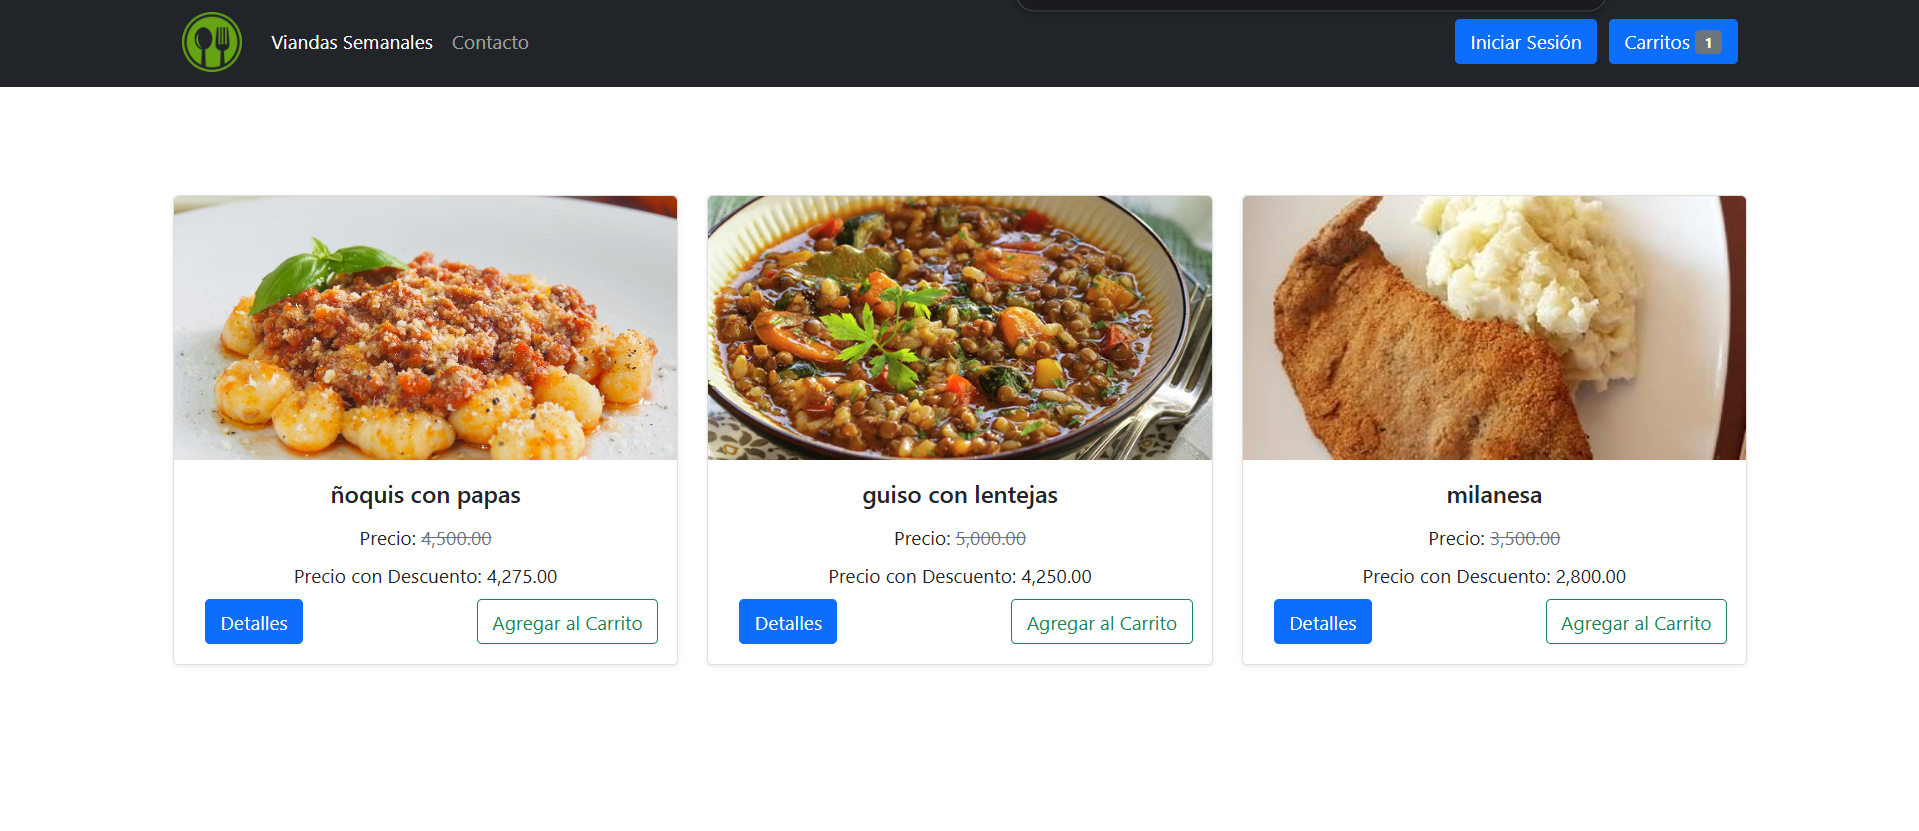 Viandas Semanales Contacto Iniciar Sesión Carritos 1
ñoquis con papas
Precio: 4,500.00
Precio con Descuento: 4,275.00
Detalles Agregar al Carrito
guiso con lentejas
Precio: 5,000.00
Precio con Descuento: 4,250.00
Detalles Agregar al Carrito
milanesa
Precio: 3,500.00
Precio con Descuento: 2,800.00
Detalles Agregar al Carrito